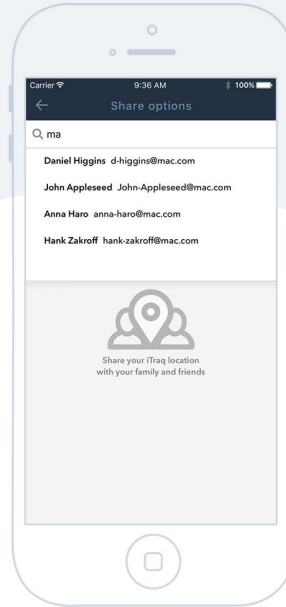 Carrier 9:36 AM 100%
Share options
ma
Daniel Higgins d-higgins@mac.com
John Appleseed John-Appleseed@mac.com
Anna Haro anna-haro@mac.com
Hank Zakroff hank-zakroff@mac.com
Share your iTraq location
with your family and friends